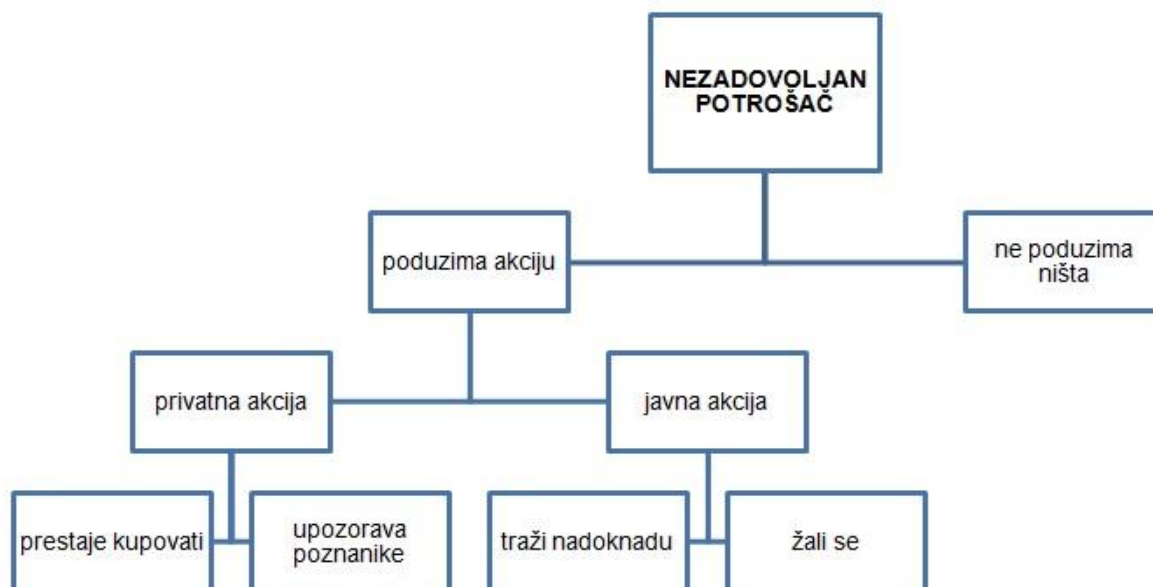 NEZADOVOLJAN
POTROŠAČ
poduzima akciju
ne poduzima
ništa
privatna akcija
javna akcija
prestaje kupovati
upozorava
poznanike
traži nadoknadu
žali se